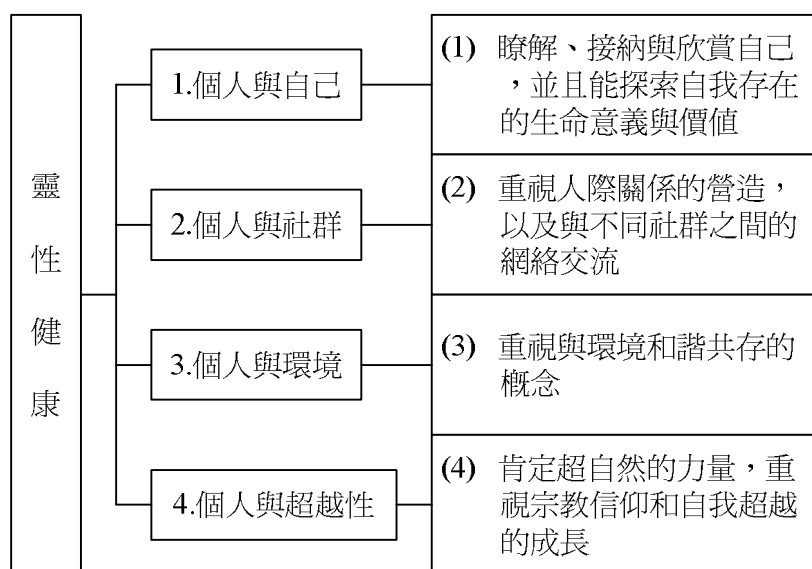 靈性健康
1.個人與自己
(1) 瞭解、接納與欣賞自己
，並且能探索自我存在
的生命意義與價值
2.個人與社群
(2) 重視人際關係的營造，
以及與不同社群之間的
網絡交流
3.個人與環境
(3) 重視與環境和諧共存的
概念
4.個人與超越性
(4) 肯定超自然的力量，重
視宗教信仰和自我超越
的成長